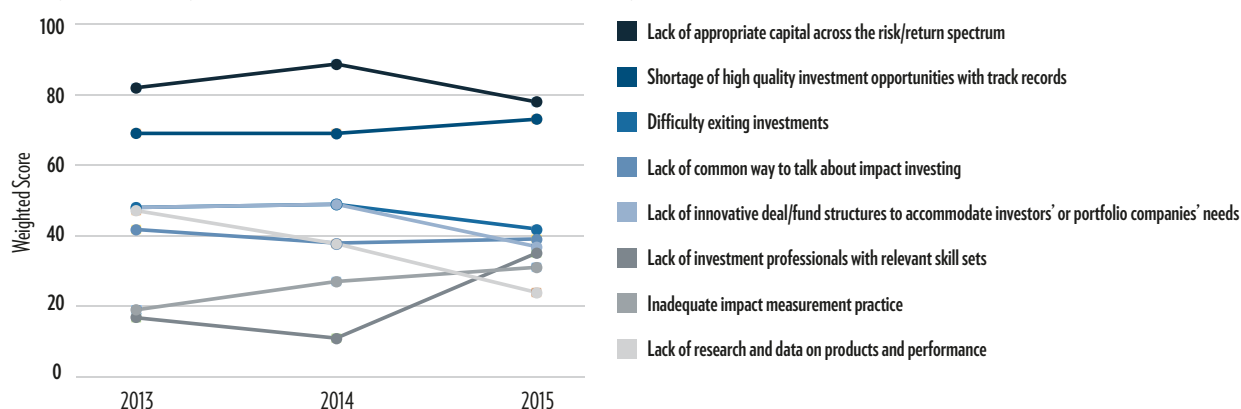 100
80
60
40
20
0
Weighted Score
2013 2014 2015
Lack of appropriate capital across the risk/return spectrum
Shortage of high quality investment opportunities with track records
Difficulty exiting investments
Lack of common way to talk about impact investing
Lack of innovative deal/fund structures to accommodate investors’ or portfolio companies’ needs
Lack of investment professionals with relevant skill sets
Inadequate impact measurement practice
Lack of research and data on products and performance